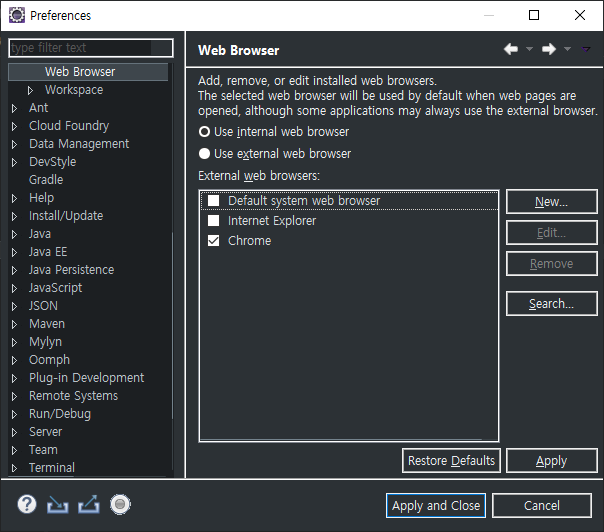 Preferences
type filter text
Web Browser
Workspace
Ant
Cloud Foundry
Data Management
DevStyle
Gradle
Help
Install/Update
Java
Java EE
Java Persistence
JavaScript
JSON
Maven
Mylyn
Oomph
Plug-in Development
Remote Systems
Run/Debug
Server
Team
Terminal
Web Browser
Add, remove, or edit installed web browsers.
The selected web browser will be used by default when web pages are
opened, although some applications may always use the external browser.
Use internal web browser
Use external web browser
External web browsers:
Default system web browser
Internet Explorer
Chrome
New...
Edit...
Remove
Search...
Restore Defaults
Apply
Apply and Close
Cancel